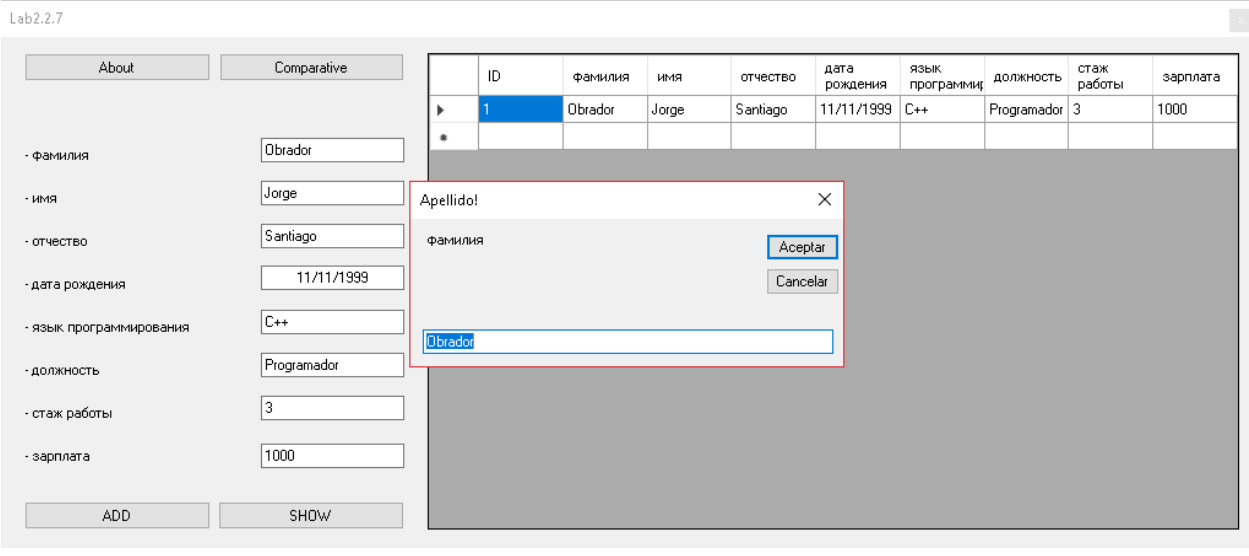 Lab2.2.7
x
About
Comparative
- фамилия
Obrador
- имя
Jorge
- отчество
Santiago
- дата рождения
11/11/1999
- язык программирования
C++
- должность
Programador
- стаж работы
3
- зарплата
1000
ADD
SHOW
ID
фамилия
имя
отчество
дата
рождения
язык
программир
должность
стаж
работы
зарплата
1
Obrador
Jorge
Santiago
11/11/1999
C++
Programador
3
1000
Apellido!
фамилия
Aceptar
Cancelar
Obrador